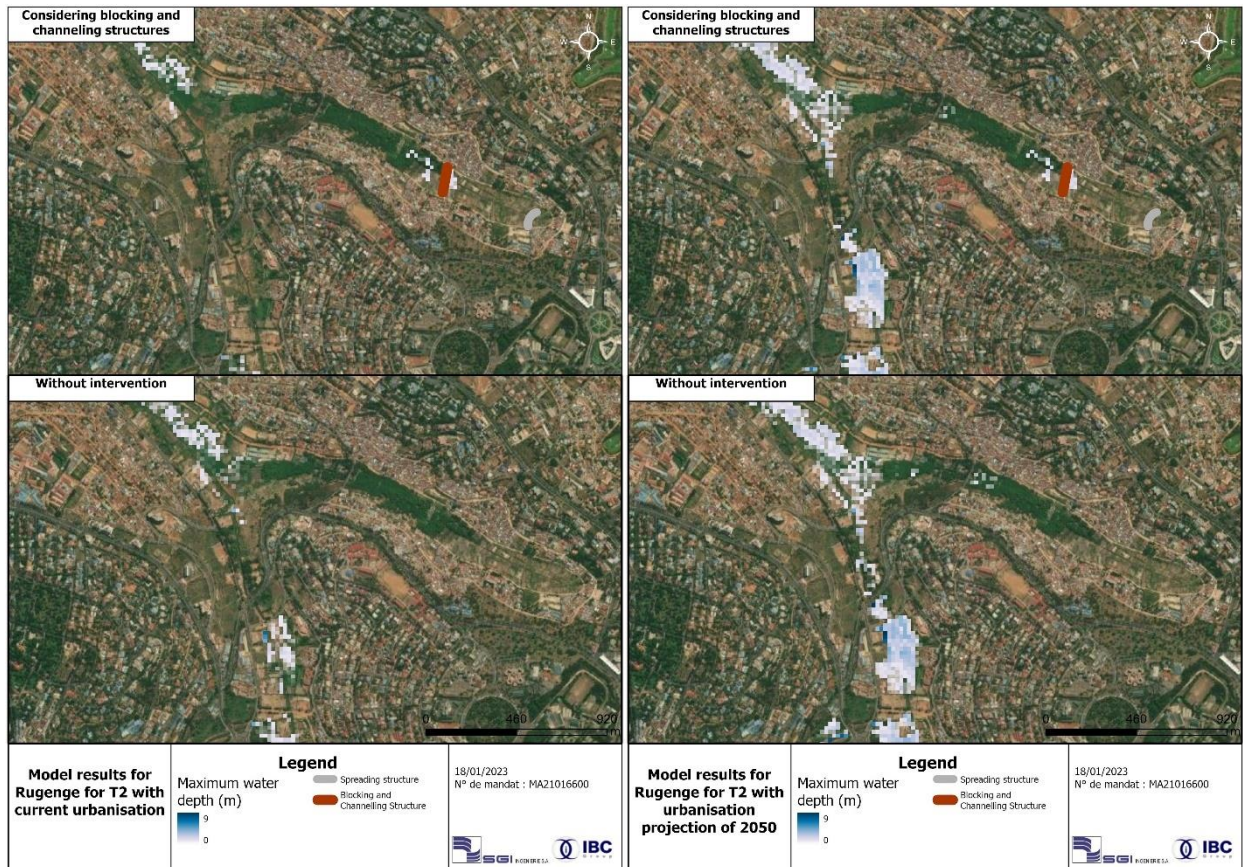 Considering blocking and
channeling structures
N
W
E
S
Without intervention
0
460
920
m
Model results for
Rugenge for T2 with
current urbanisation
Legend
Maximum water
depth (m)
9
0
Spreading structure
Blocking and
Channelling Structure
18/01/2023
N° de mandat : MA21016600
SGI INGENIERIE SA
IBC
Group
Considering blocking and
channeling structures
N
W
E
S
Without intervention
0
460
920
m
Model results for
Rugenge for T2 with
urbanisation
projection of 2050
Legend
Maximum water
depth (m)
9
0
Spreading structure
Blocking and
Channelling Structure
18/01/2023
N° de mandat : MA21016600
SGI INGENIERIE SA
IBC
Group